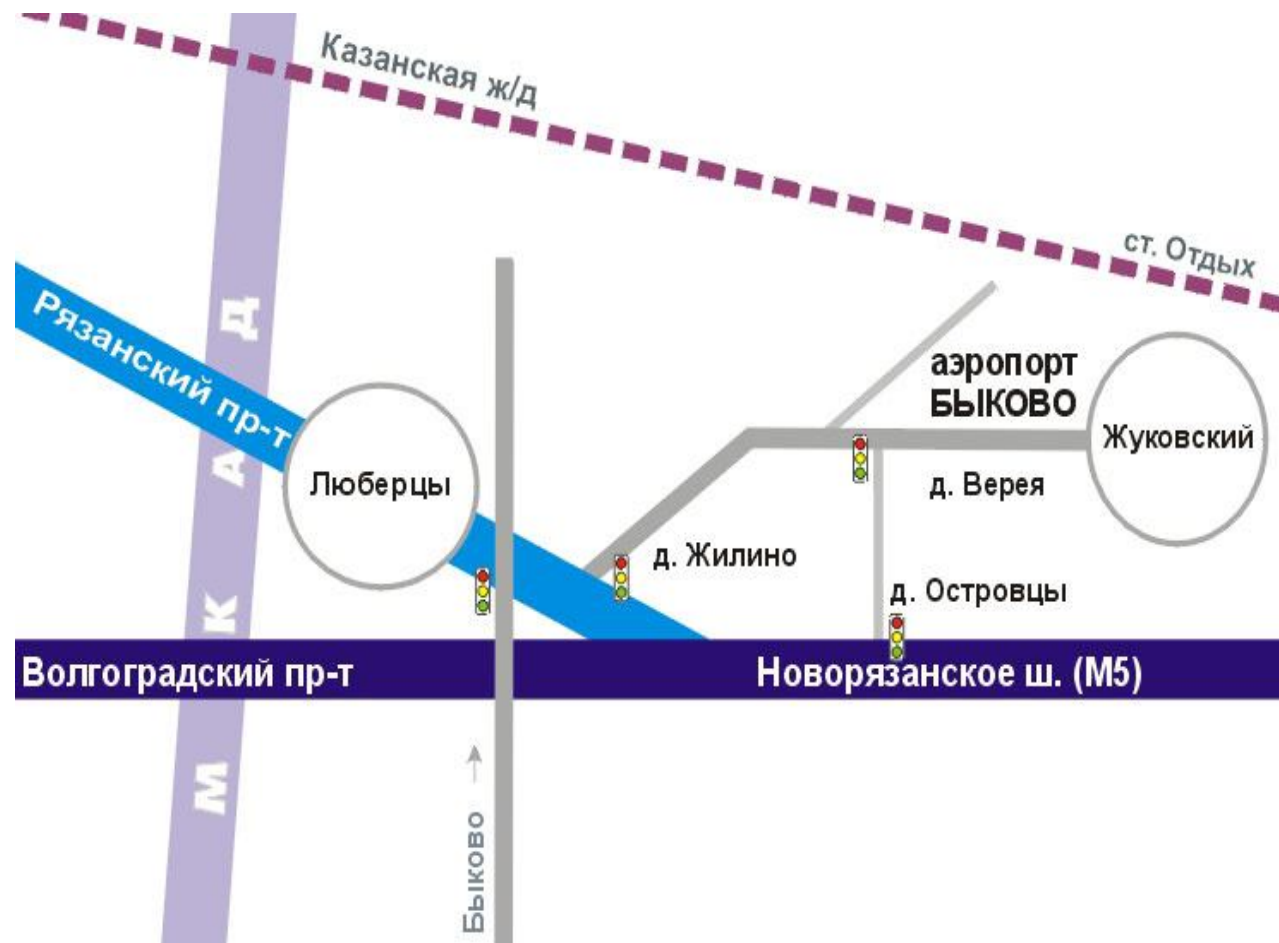 Казанская ж/д
ст. Отдых
Рязанский пр-т
МКАД
аэропорт
БЫКОВО
Жуковский
Люберцы
д. Верея
д. Жилино
д. Островцы
Волгоградский пр-т
Новорязанское ш. (М5)
Быково →